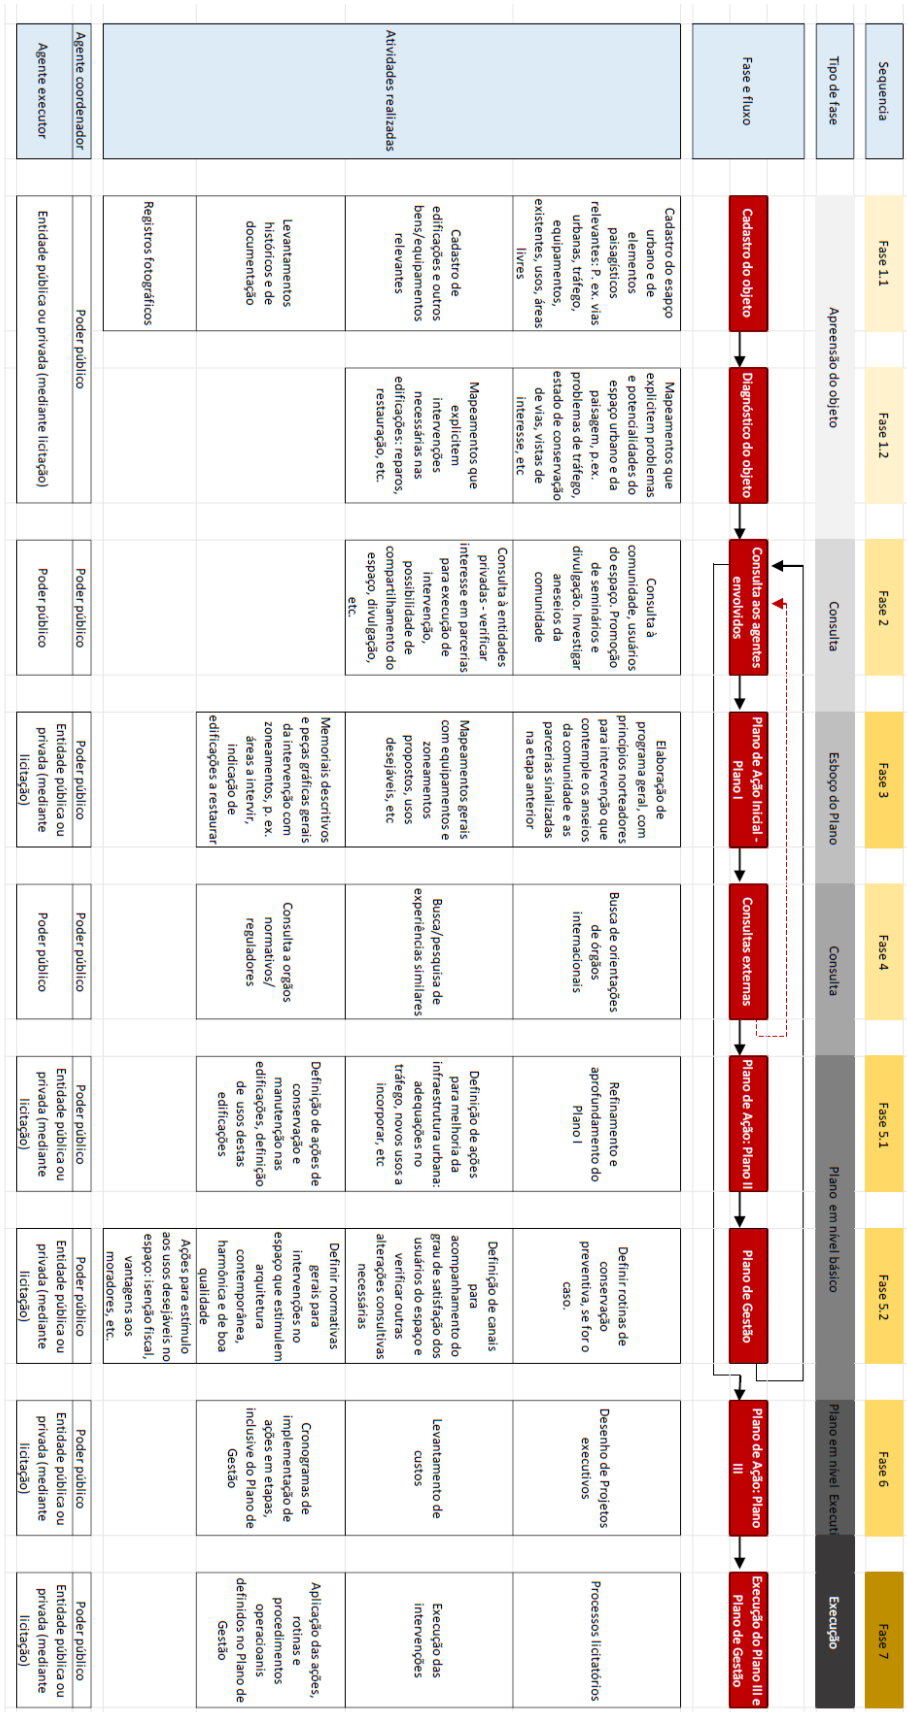 Sequencia
Fase 1.1
Fase 1.2
Fase 2
Fase 3
Fase 4
Fase 5.1
Fase 5.2
Fase 6
Fase 7
Tipo de fase
Apreensão do objeto
Consulta
Esboço do Plano
Consulta
Plano em nível básico
Plano em nível Executi
Execução
Fase e fluxo
Cadastro do objeto
Diagnóstico do objeto
Consulta aos agentes
envolvidos
Plano de Ação Inicial -
Plano I
Consultas externas
Plano de Ação: Plano II
Plano de Gestão
Plano de Ação: Plano
III
Execução do Plano III e
Plano de Gestão
Atividades realizadas
Cadastro do esapço
urbano e de
elementos
paisagísticos
relevantes: P. ex. vias
urbanas, tráfego,
equipamentos,
existentes, usos, áreas
livres
Mapeamentos que
explicitem problemas
e potencialidades do
espaço urbano e da
paisagem, p.ex.
problemas de tráfego,
estado de conservação
de vias, vistas de
interesse, etc
Consulta à
comunidade, usuários
do espaço. Promoção
de seminários e
divulgação. Investigar
aneseios da
comunidade
Elaboração de
programa geral, com
princípios norteadores
para intervenção que
contemple os anseios
da comunidade e as
parcerias sinalizadas
na etapa anterior
Busca de orientações
de órgãos
internacionais
Refinamento e
aprofundamento do
Plano I
Definir rotinas de
conservação
preventiva, se for o
caso.
Desenho de Projetos
executivos
Processos licitatórios
Cadastro de
edificações e outros
bens/equipamentos
relevantes
Mapeamentos que
explicitem
intervenções
necessárias nas
edificações: reparos,
restauração, etc.
Consulta à entidades
privadas - verificar
interesse em parcerias
para execução de
intervenção,
possibilidade de
compartilhamento do
espaço, divulgação,
etc.
Mapeamentos gerais
com equipamentos e
zoneamentos
propostos, usos
desejáveis, etc
Busca/pesquisa de
experiências similares
Definição de ações
para melhoria da
infraestrutura urbana:
adequações no
tráfego, novos usos a
incorporar, etc
Definição de canais
para
acompanhamento do
grau de satisfação dos
usuários do espaço e
verificar outras
alterações consultivas
necessárias
Levantamento de
custos
Execução das
intervenções
Levantamentos
históricos e de
documentação
Memoriais descritivos
e peças gráficas gerais
da intervenção com
zoneamentos, p. ex.
áreas a intervir,
indicação de
edificações a restaurar
Consulta a orgãos
normativos/
reguladores
Definição de ações de
conservação e
manutenção nas
edificações, definição
de usos destas
edificações
Definir normativas
gerais para
intervenções no
espaço que estimulem
arquitetura
contemporânea,
harmônica e de boa
qualidade
Cronogramas de
implementação de
ações em etapas,
inclusive do Plano de
Gestão
Aplicação das ações,
rotinas e
procedimentos
operacioanis
definidos no Plano de
Gestão
Registros fotográficos
Ações para estímulo
aos usos desejáveis no
espaço: isenção fiscal,
vantagens aos
moradores, etc.
Agente coordenador
Poder público
Poder público
Poder público
Poder público
Poder público
Poder público
Poder público
Poder público
Agente executor
Entidade pública ou privada (mediante licitação)
Poder público
Entidade pública ou
privada (mediante
licitação)
Poder público
Entidade pública ou
privada (mediante
licitação)
Entidade pública ou
privada (mediante
licitação)
Entidade pública ou
privada (mediante
licitação)
Entidade pública ou
privada (mediante
licitação)